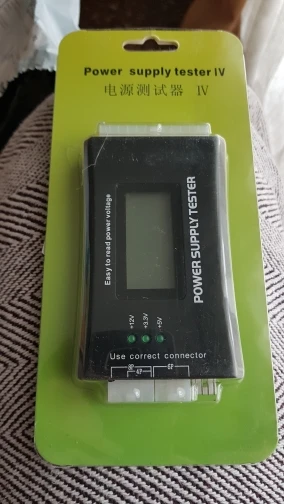 Power supply tester IV
电源测试器 IV
Easy to read power voltage
POWER SUPPLY TESTER
+12V
+3.3V
+5V
Use correct connector